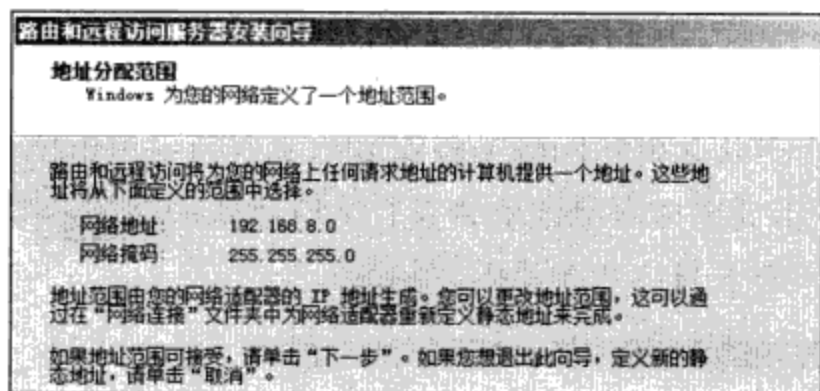 路由和远程访问服务器安装向导
地址分配范围
Windows 为您的网络定义了一个地址范围。
路由和远程访问将为您的网络上任何请求地址的计算机提供一个地址。这些地
址将从下面定义的范围中选择。
网络地址: 192.168.8.0
网络掩码: 255.255.255.0
地址范围由您的网络适配器的 IP 地址生成。您可以更改地址范围，这可以通
过在“网络连接”文件夹中为网络适配器重新定义静态地址来完成。
如果地址范围可接受，请单击“下一步”。如果您想退出此向导，定义新的静
态地址，请单击“取消”。